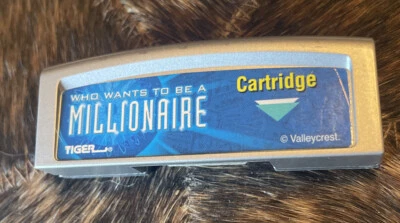 WHO WANTS TO BE A
MILLIONAIRE
TIGER
Cartridge
© Valleycrest.